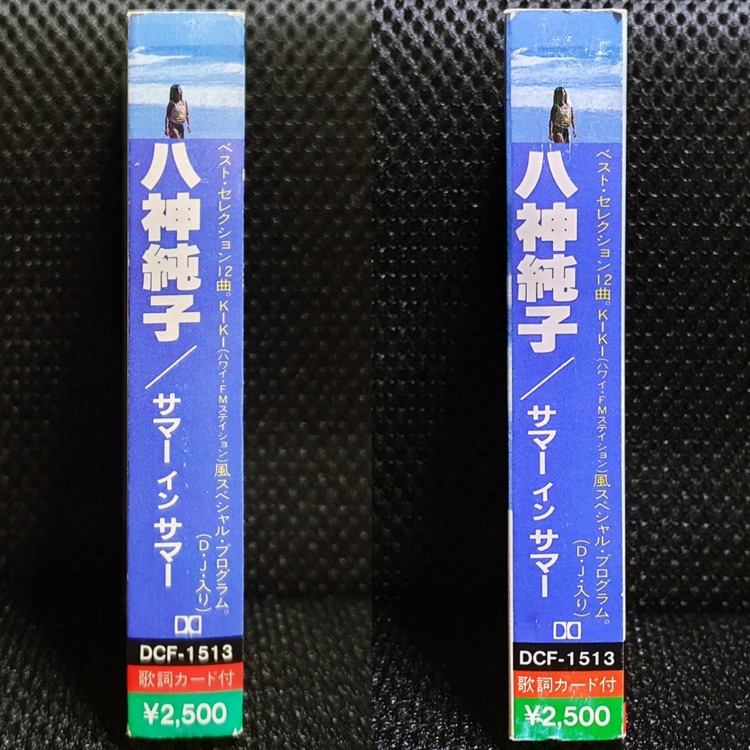 八神純子/サマー イン サマー
ベスト・セレクション12曲。KIKI(ハワイ・FMステイション)風スペシャル・プログラム。
(D・J・入り)
DCF-1513
歌詞カード付
¥2,500
八神純子/サマー イン サマー
ベスト・セレクション12曲。KIKI(ハワイ・FMステイション)風スペシャル・プログラム。
(D・J・入り)
DCF-1513
歌詞カード付
¥2,500